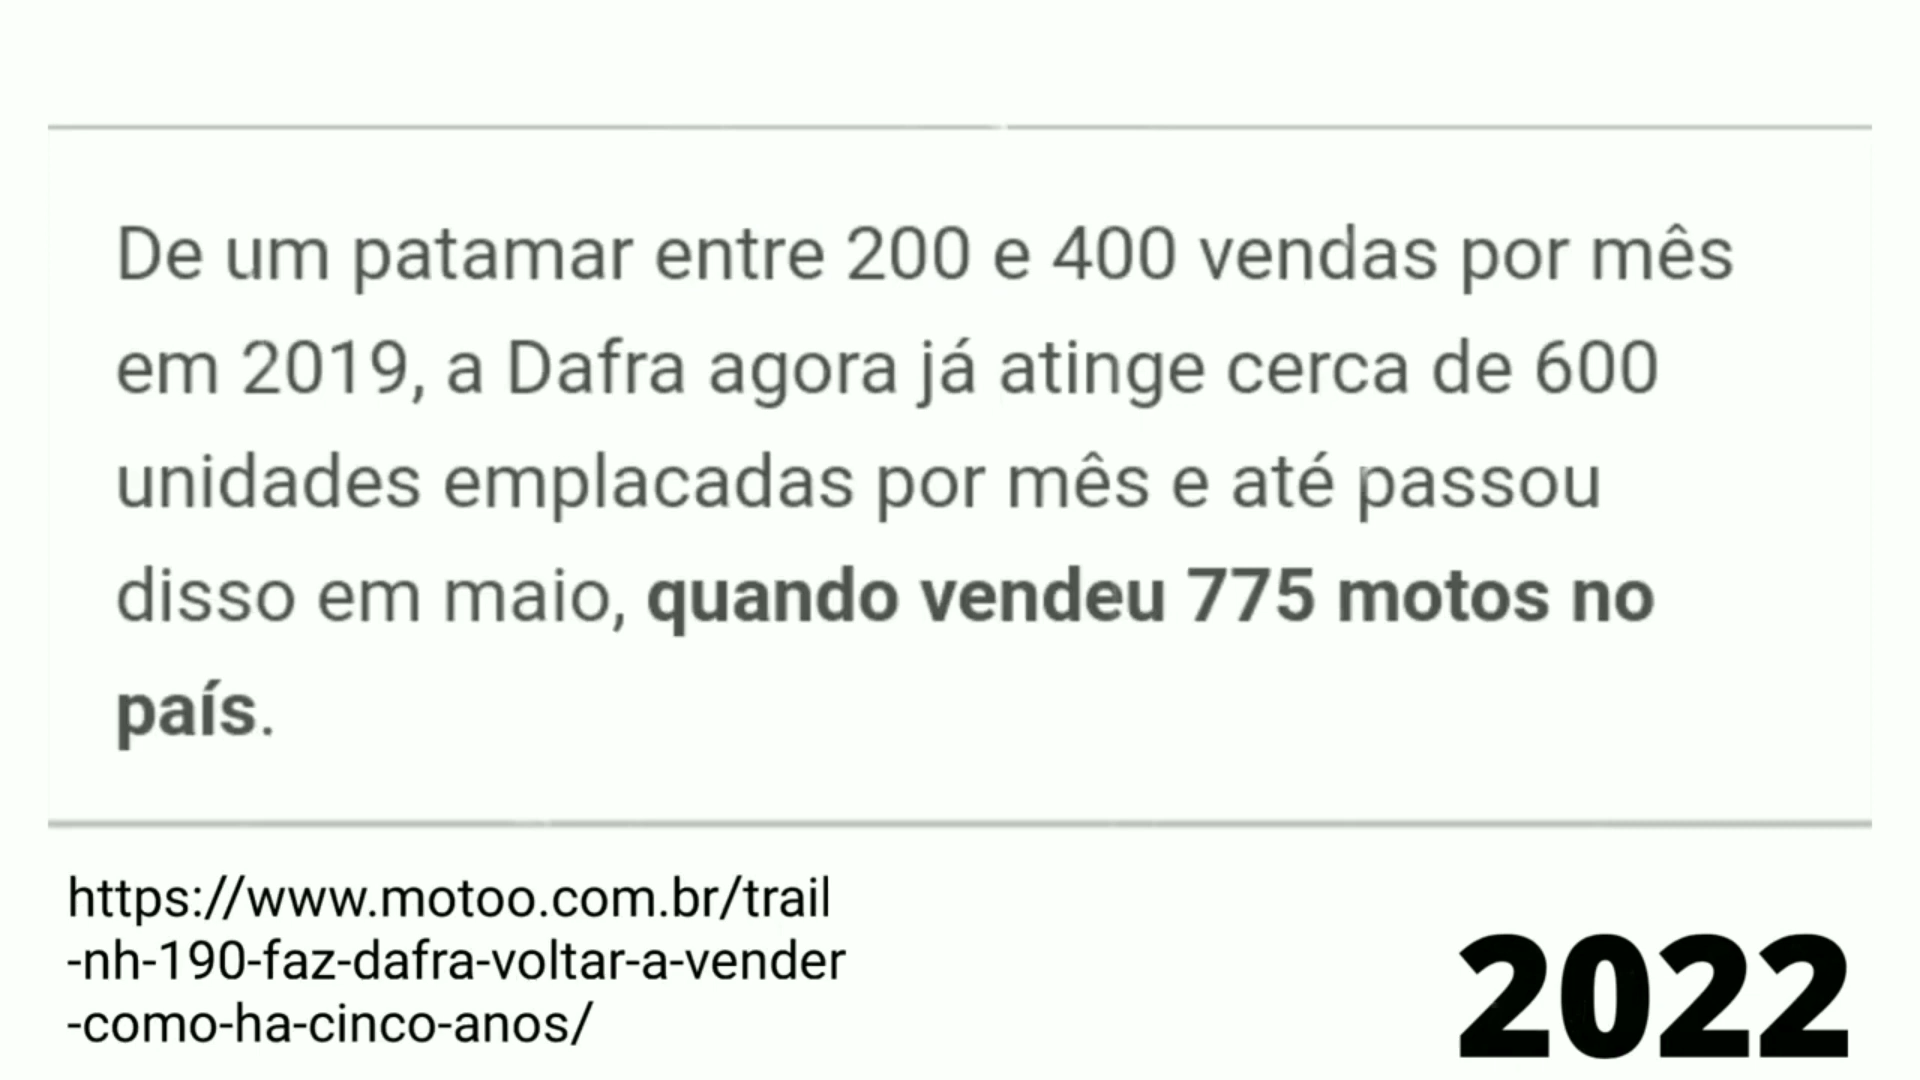 De um patamar entre 200 e 400 vendas por mês
em 2019, a Dafra agora já atinge cerca de 600
unidades emplacadas por mês e até passou
disso em maio, quando vendeu 775 motos no
país.
https://www.motoo.com.br/trail
-nh-190-faz-dafra-voltar-a-vender
-como-ha-cinco-anos/
2022